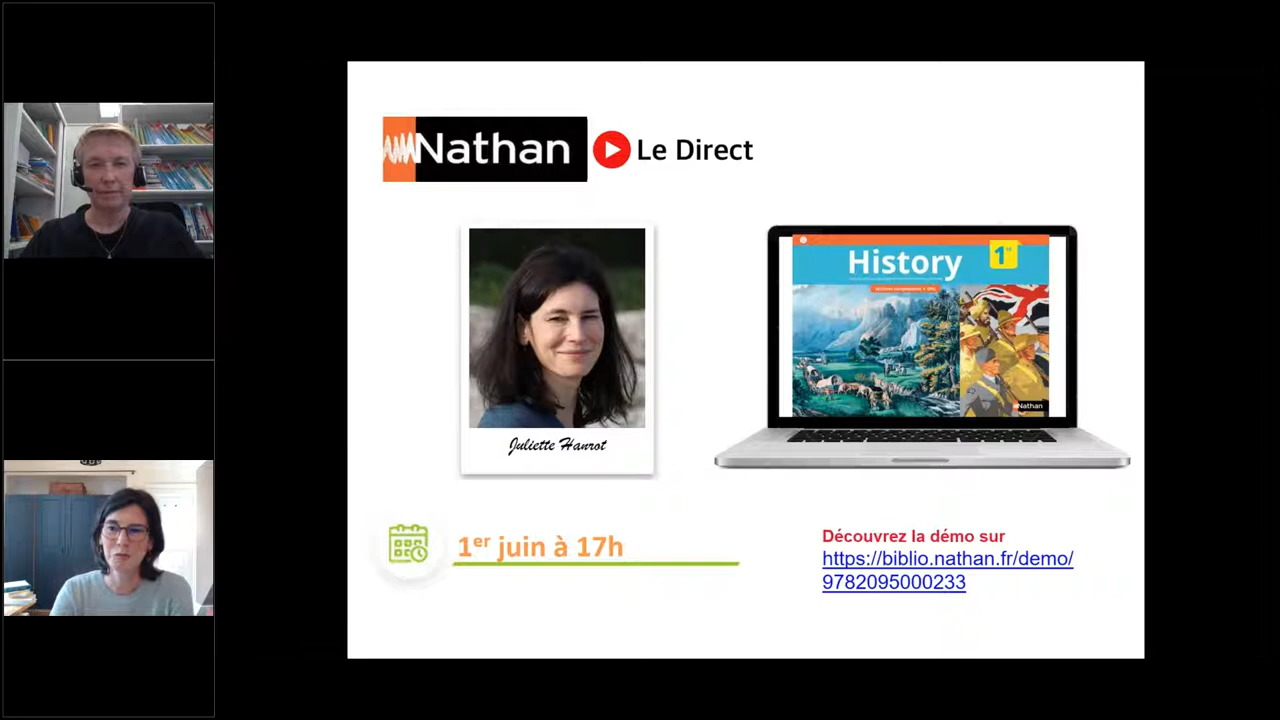 Nathan
Le Direct
History
1re
Nathan
Juliette Hanrot
1er juin à 17h
Découvrez la démo sur
https://biblio.nathan.fr/demo/
9782095000233